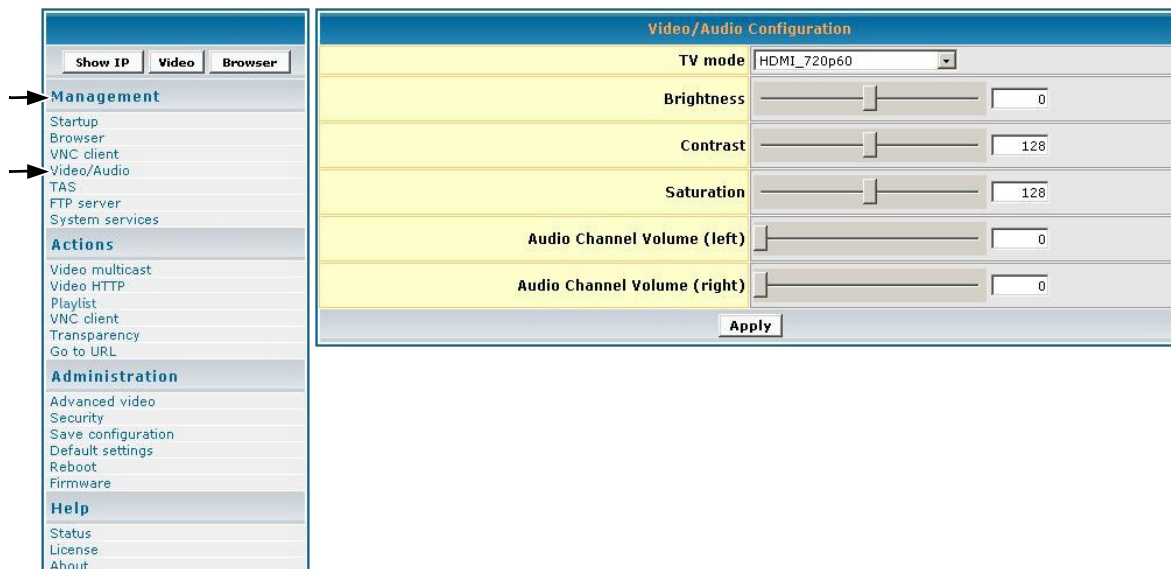 Show IP Video Browser
Management
Startup
Browser
VNC client
Video/Audio
TAS
FTP server
System services
Actions
Video multicast
Video HTTP
Playlist
VNC client
Transparency
Go to URL
Administration
Advanced video
Security
Save configuration
Default settings
Reboot
Firmware
Help
Status
License
About
Video/Audio Configuration
TV mode HDMI_720p60
Brightness 0
Contrast 128
Saturation 128
Audio Channel Volume (left) 0
Audio Channel Volume (right) 0
Apply